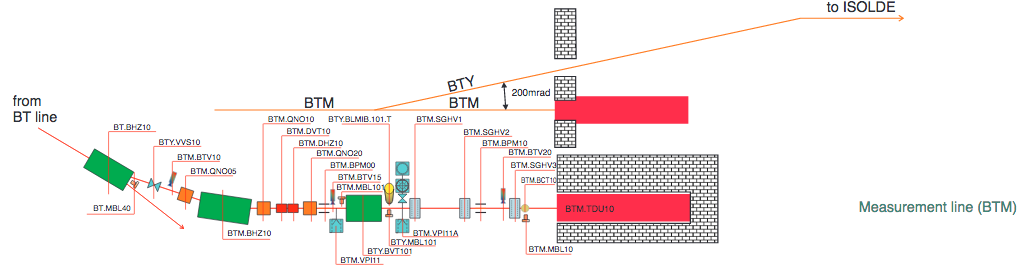 to ISOLDE
BTY
200mrad
BTM
BTM
from
BT line
BT.BHZ10
BTY.VVS10
BTM.BTV10
BTM.QNO05
BT.MBL40
BTM.BHZ10
BTM.QNO10
BTM.DVT10
BTM.DHZ10
BTM.QNO20
BTM.BPM00
BTM.BTV15
BTM.MBL101
BTY.BLMIB.101.T
BTM.SGHV1
BTM.SGHV2
BTM.BPM10
BTM.BTV20
BTM.SGHV3
BTM.BCT10
BTM.TDU10
BTM.VPI11A
BTY.MBL101
BTY.BVT101
BTM.VPI11
BTM.MBL10
Measurement line (BTM)